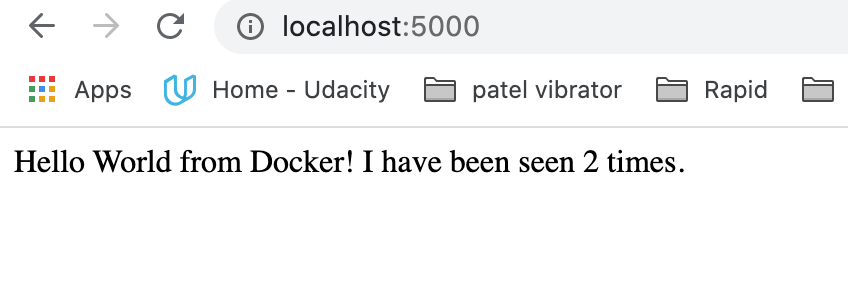 localhost:5000
Apps Home - Udacity patel vibrator Rapid
Hello World from Docker! I have been seen 2 times.